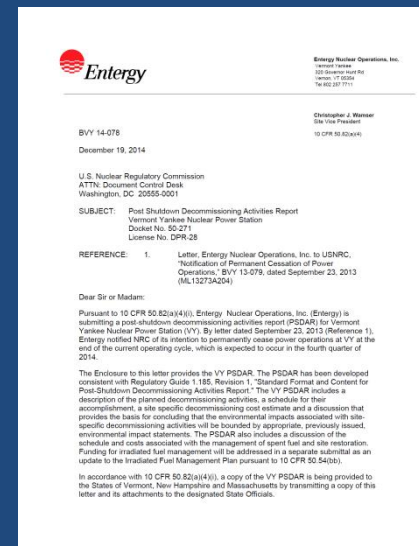 Entergy
Entergy Nuclear Operations, Inc.
Vermont Yankee
320 Governor Hunt Rd
Vernon, VT 05354
Tel 802 257 7711
Christopher J. Wamser
Site Vice President
10 CFR 50.82(a)(4)
BVY 14-078
December 19, 2014
U.S. Nuclear Regulatory Commission
ATTN: Document Control Desk
Washington, DC 20555-0001
SUBJECT: Post Shutdown Decommissioning Activities Report
Vermont Yankee Nuclear Power Station
Docket No. 50-271
License No. DPR-28
REFERENCE: 1. Letter, Entergy Nuclear Operations, Inc. to USNRC,
"Notification of Permanent Cessation of Power
Operations," BVY 13-079, dated September 23, 2013
(ML13273A204)
Dear Sir or Madam:
Pursuant to 10 CFR 50.82(a)(4)(i), Entergy Nuclear Operations, Inc. (Entergy) is
submitting a post-shutdown decommissioning activities report (PSDAR) for Vermont
Yankee Nuclear Power Station (VY). By letter dated September 23, 2013 (Reference 1),
Entergy notified NRC of its intention to permanently cease power operations at VY at the
end of the current operating cycle, which is expected to occur in the fourth quarter of
2014.
The Enclosure to this letter provides the VY PSDAR. The PSDAR has been developed
consistent with Regulatory Guide 1.185, Revision 1, "Standard Format and Content for
Post-Shutdown Decommissioning Activities Report." The VY PSDAR includes a
description of the planned decommissioning activities, a schedule for their
accomplishment, a site specific decommissioning cost estimate and a discussion that
provides the basis for concluding that the environmental impacts associated with site-
specific decommissioning activities will be bounded by appropriate, previously issued,
environmental impact statements. The PSDAR also includes a discussion of the
schedule and costs associated with the management of spent fuel and site restoration.
Funding for irradiated fuel management will be addressed in a separate submittal as an
update to the Irradiated Fuel Management Plan pursuant to 10 CFR 50.54(bb).
In accordance with 10 CFR 50.82(a)(4)(i), a copy of the VY PSDAR is being provided to
the States of Vermont, New Hampshire and Massachusetts by transmitting a copy of this
letter and its attachments to the designated State Officials.